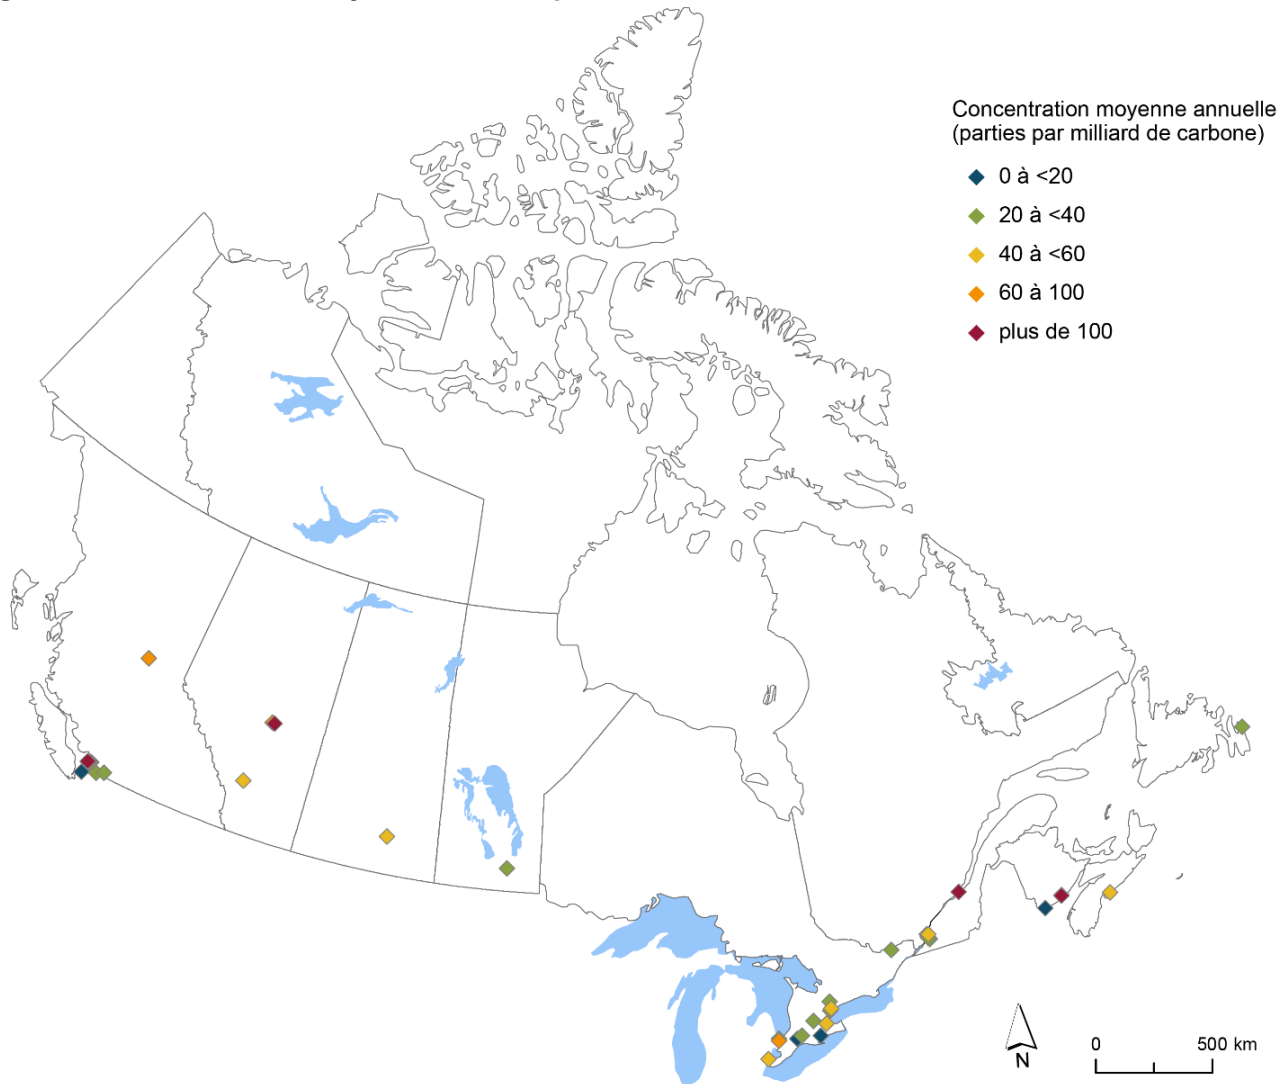 Concentration moyenne annuelle
(parties par milliard de carbone)
0 à <20
20 à <40
40 à <60
60 à 100
plus de 100
N
0 500 km